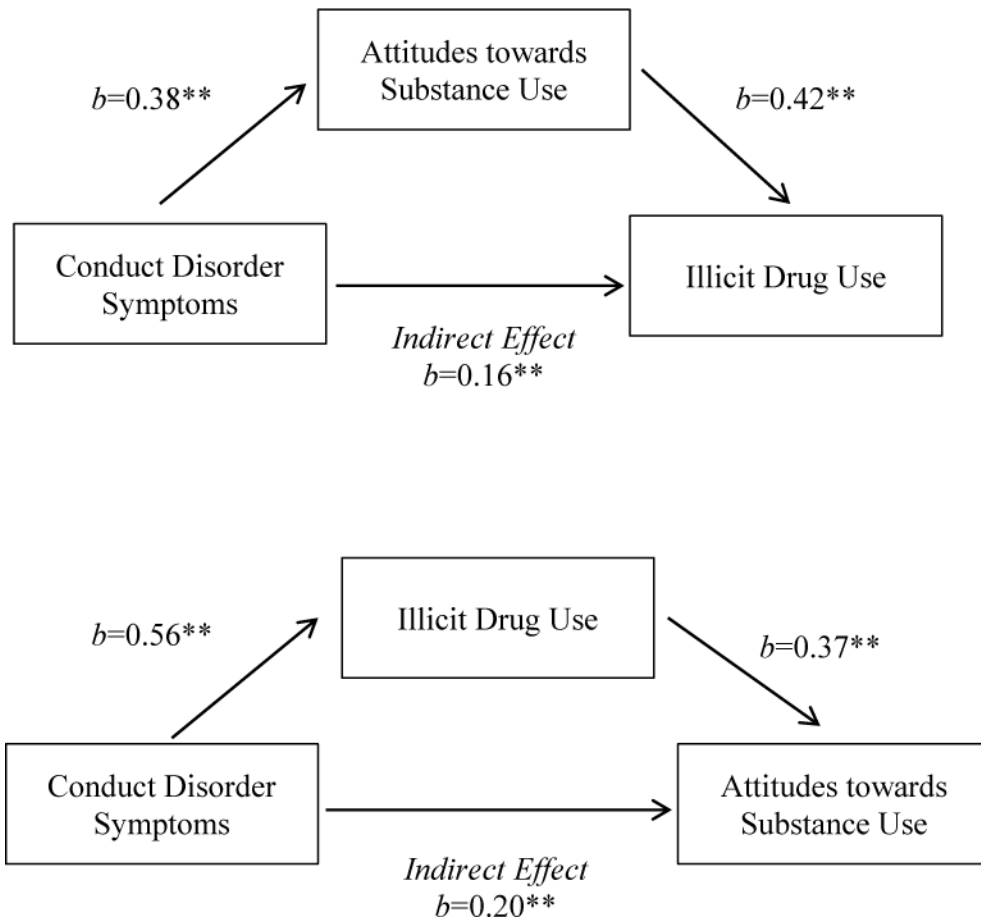 Attitudes towards
Substance Use
b=0.38**
b=0.42**
Conduct Disorder
Symptoms
Illicit Drug Use
Indirect Effect
b=0.16**
Illicit Drug Use
b=0.56**
b=0.37**
Conduct Disorder
Symptoms
Attitudes towards
Substance Use
Indirect Effect
b=0.20**